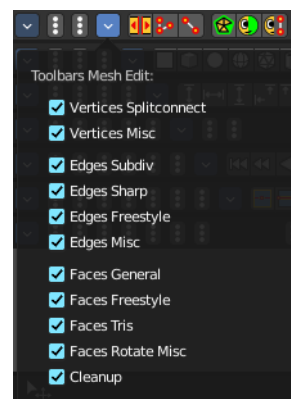 Toolbars Mesh Edit:
Vertices Splitconnect
Vertices Misc
Edges Subdiv
Edges Sharp
Edges Freestyle
Edges Misc
Faces General
Faces Freestyle
Faces Tris
Faces Rotate Misc
Cleanup